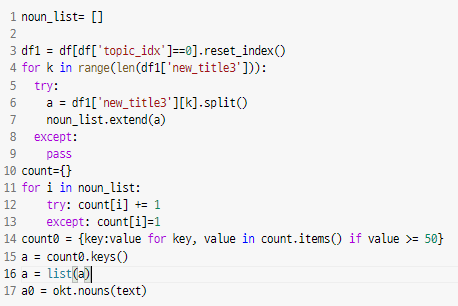 1 noun_list= []
2
3 df1 = df[df['topic_idx']==0].reset_index()
4 for k in range(len(df1['new_title3'])):
5   try:
6     a = df1['new_title3'][k].split()
7     noun_list.extend(a)
8   except:
9     pass
10 count={}
11 for i in noun_list:
12     try: count[i] += 1
13     except: count[i]=1
14 count0 = {key:value for key, value in count.items() if value >= 50}
15 a = count0.keys()
16 a = list(a)
17 a0 = okt.nouns(text)